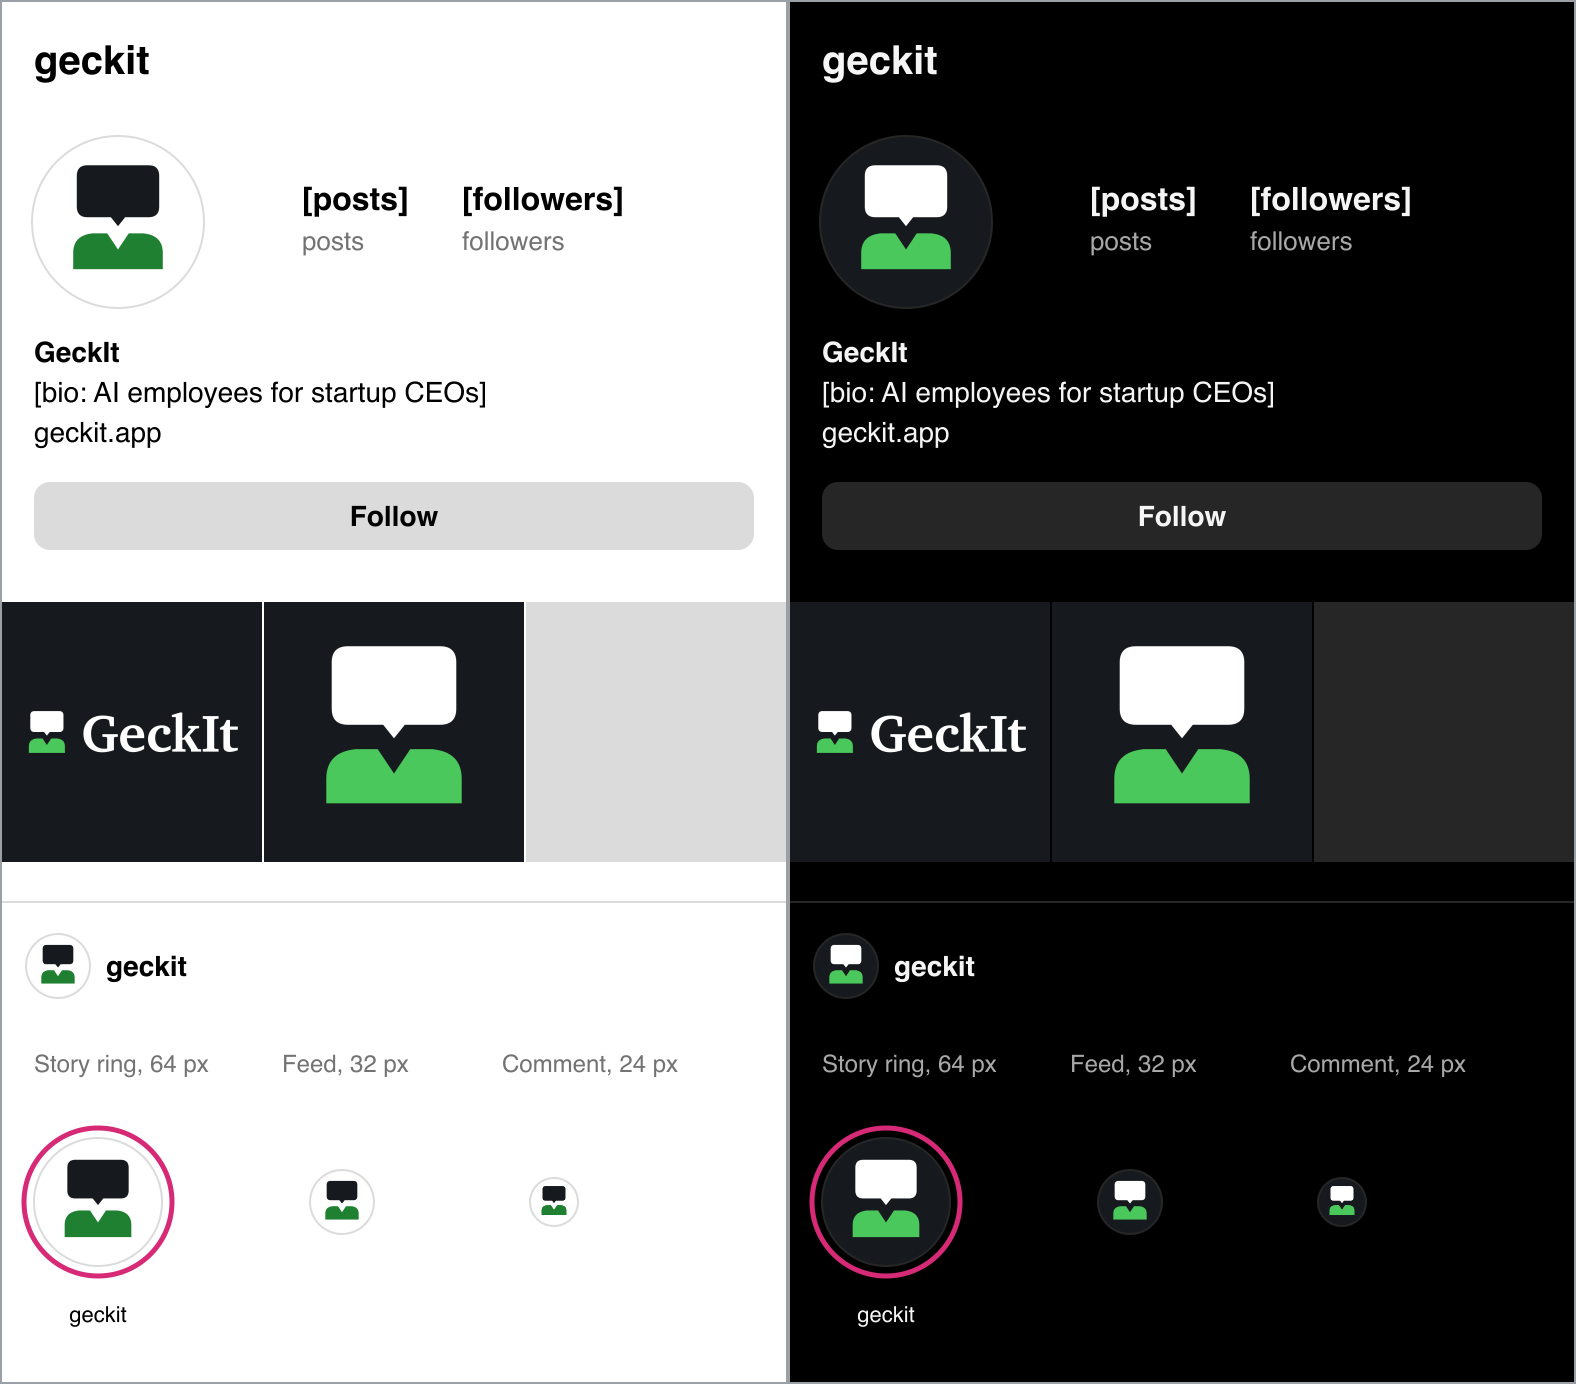 geckit
[posts] [followers]
posts followers
GeckIt
[bio: AI employees for startup CEOs]
geckit.app
Follow
GeckIt
geckit
Story ring, 64 px Feed, 32 px Comment, 24 px
geckit
geckit
[posts] [followers]
posts followers
GeckIt
[bio: AI employees for startup CEOs]
geckit.app
Follow
GeckIt
geckit
Story ring, 64 px Feed, 32 px Comment, 24 px
geckit